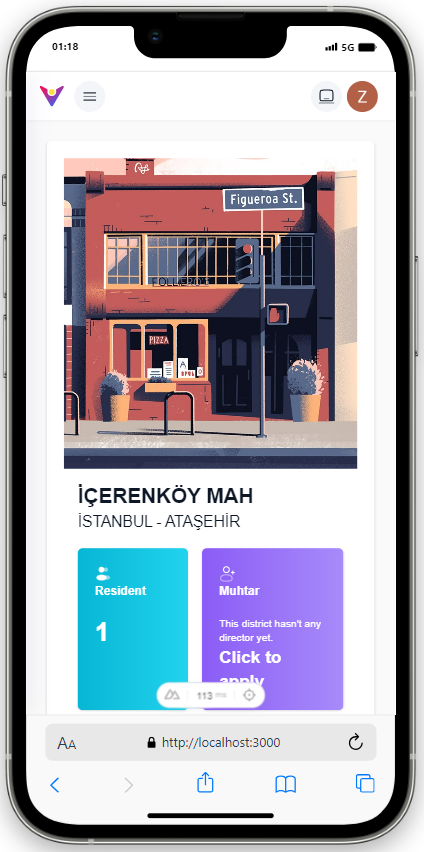 01:18
5G
Z
Figueroa St.
PIZZA
İÇERENKÖY MAH
İSTANBUL - ATAŞEHİR
Resident
1
Muhtar
This district hasn't any
director yet.
Click to
apply
113 ms
AA
http://localhost:3000